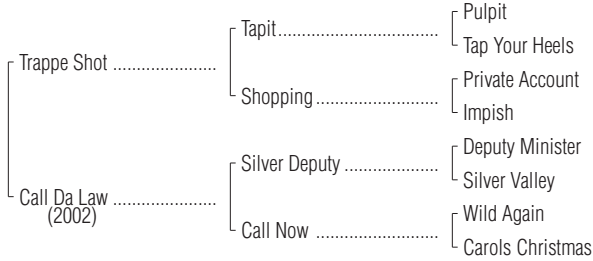 Pulpit
Tapit
Tap Your Heels
Trappe Shot
Private Account
Shopping
Impish
Deputy Minister
Silver Deputy
Silver Valley
Call Da Law
(2002)
Wild Again
Call Now
Carols Christmas